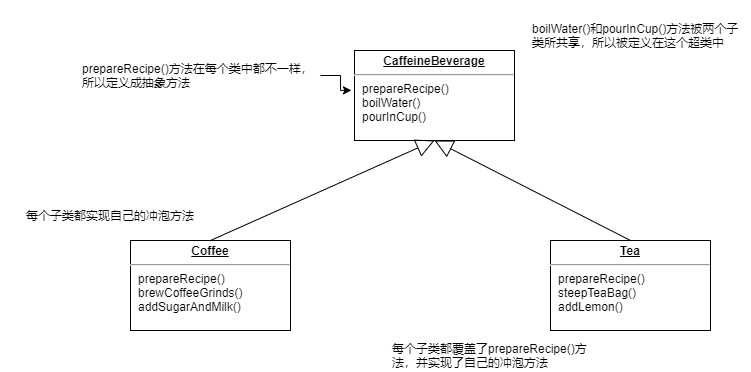 boilWater()和pourInCup()方法被两个子
类所共享，所以被定义在这个超类中
prepareRecipe()方法在每个类中都不一样，
所以定义成抽象方法
CaffeineBeverage
prepareRecipe()
boilWater()
pourInCup()
每个子类都实现自己的冲泡方法
Coffee
prepareRecipe()
brewCoffeeGrinds()
addSugarAndMilk()
Tea
prepareRecipe()
steepTeaBag()
addLemon()
每个子类都覆盖了prepareRecipe()方
法，并实现了自己的冲泡方法